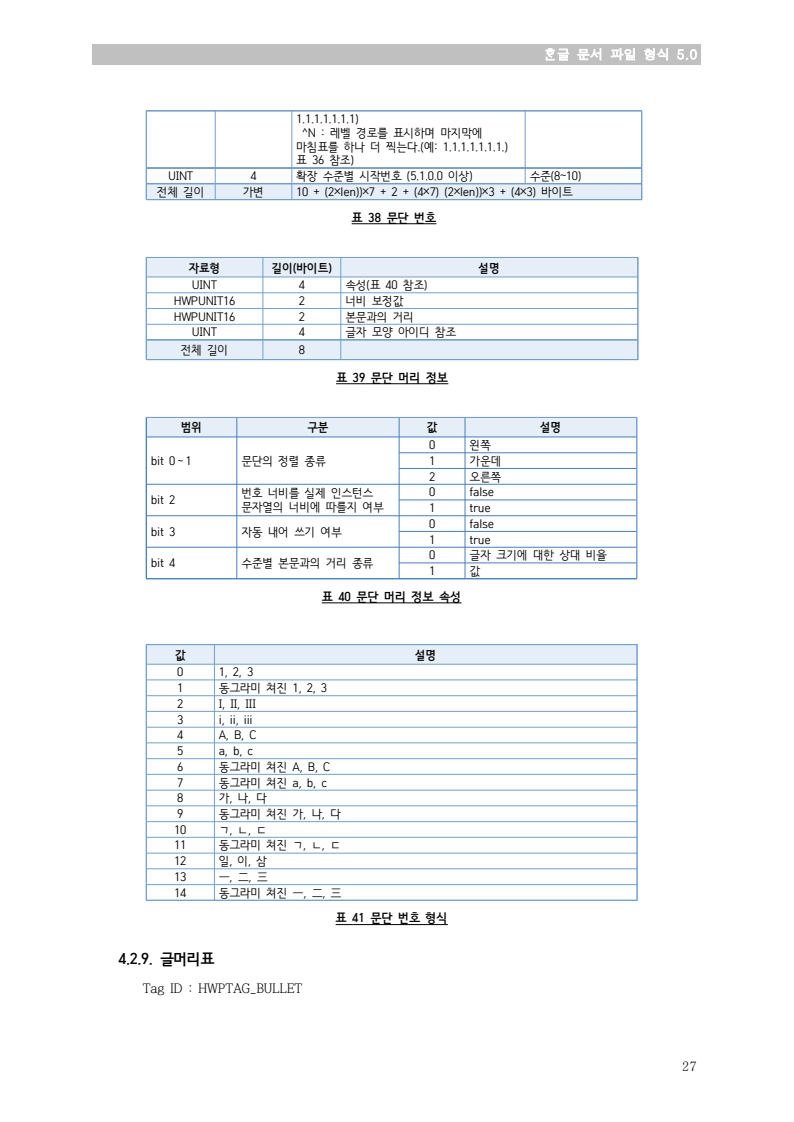 한글 문서 파일 형식 5.0
1.1.1.1.1.1.1)
^N : 레벨 경로를 표시하며 마지막에
마침표를 하나 더 찍는다.(예: 1.1.1.1.1.1.1.)
표 36 참조)
UINT 4 확장 수준별 시작번호 (5.1.0.0 이상) 수준(8~10)
전체 길이 가변 10 + (2×len))×7 + 2 + (4×7) (2×len))×3 + (4×3) 바이트
표 38 문단 번호
자료형 길이(바이트) 설명
UINT 4 속성(표 40 참조)
HWPUNIT16 2 너비 보정값
HWPUNIT16 2 본문과의 거리
UINT 4 글자 모양 아이디 참조
전체 길이 8
표 39 문단 머리 정보
범위 구분 값 설명
bit 0~1 문단의 정렬 종류 0 왼쪽
1 가운데
2 오른쪽
bit 2 번호 너비를 실제 인스턴스 0 false
문자열의 너비에 따를지 여부 1 true
bit 3 자동 내어 쓰기 여부 0 false
1 true
bit 4 수준별 본문과의 거리 종류 0 글자 크기에 대한 상대 비율
1 값
표 40 문단 머리 정보 속성
값 설명
0 1, 2, 3
1 동그라미 쳐진 1, 2, 3
2 I, II, III
3 i, ii, iii
4 A, B, C
5 a, b, c
6 동그라미 쳐진 A, B, C
7 동그라미 쳐진 a, b, c
8 가, 나, 다
9 동그라미 쳐진 가, 나, 다
10 ㄱ, ㄴ, ㄷ
11 동그라미 쳐진 ㄱ, ㄴ, ㄷ
12 일, 이, 삼
13 一, 二, 三
14 동그라미 쳐진 一, 二, 三
표 41 문단 번호 형식
4.2.9. 글머리표
Tag ID : HWPTAG_BULLET
27